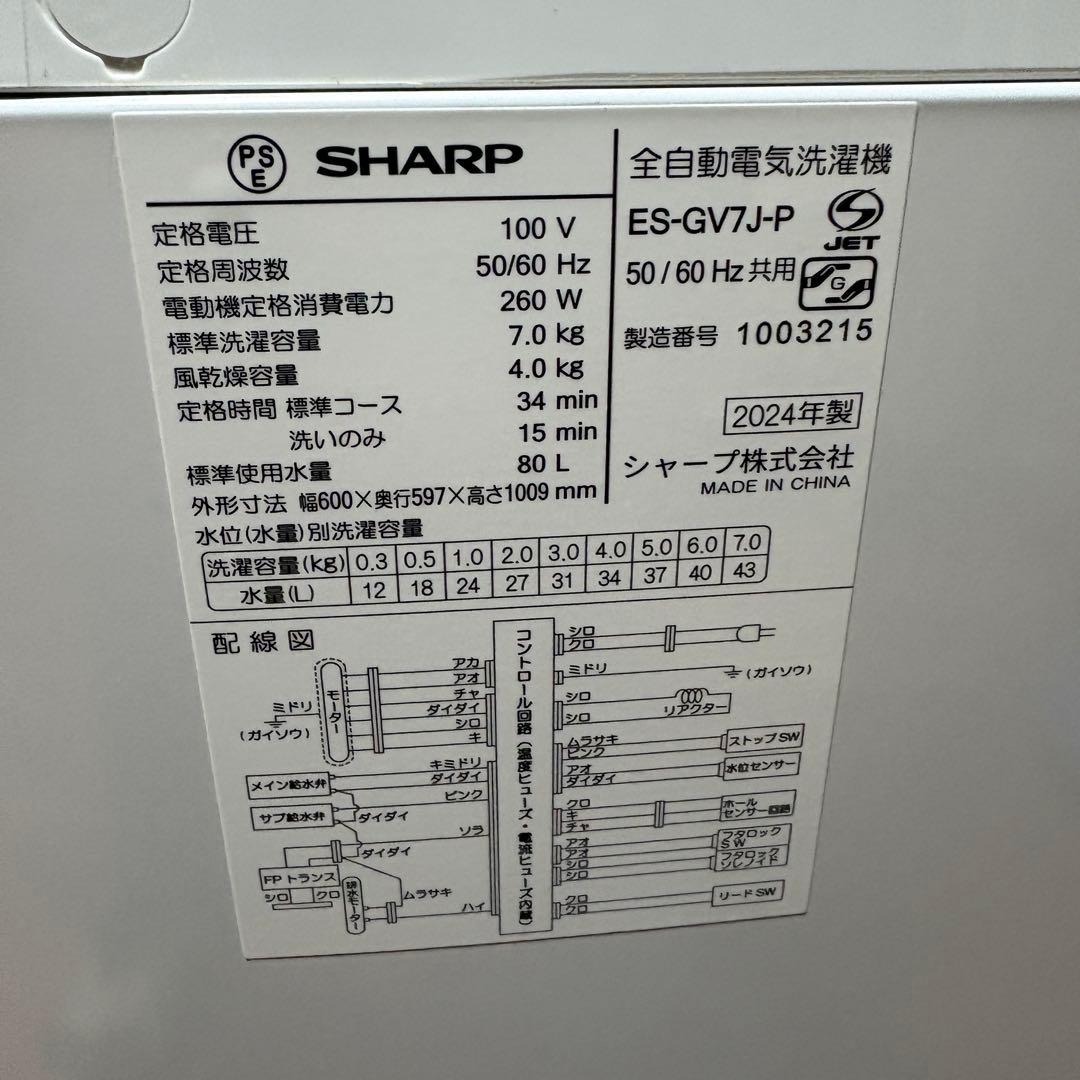 PSE SHARP
定格電圧 100 V
定格周波数 50/60 Hz
電動機定格消費電力 260 W
標準洗濯容量 7.0 kg
風乾燥容量 4.0 kg
定格時間 標準コース 34 min
洗いのみ 15 min
標準使用水量 80 L
外形寸法 幅600×奥行597×高さ1009 mm
全自動電気洗濯機
ES-GV7J-P
JET
50/60 Hz 共用
G
製造番号 1003215
2024年製
シャープ株式会社
MADE IN CHINA
水位(水量)別洗濯容量
洗濯容量(kg) 0.3 0.5 1.0 2.0 3.0 4.0 5.0 6.0 7.0
水量(L) 12 18 24 27 31 34 37 40 43
配線図
モーター
ミドリ
(ガイソウ)
アカ
アオ
チャ
ダイダイ
シロ
キ
メイン給水弁
サブ給水弁
キミドリ
ダイダイ
ピンク
ダイダイ
ソラ
ダイダイ
FPトランス
シロ クロ
排水モーター
ムラサキ
ハイ
コントロール回路(温度ヒューズ・電流ヒューズ内蔵)
シロ
クロ
ミドリ
(ガイソウ)
シロ
リアクター
シロ
ムラサキ
ピンク
ストップSW
アオ
ダイダイ
水位センサー
クロ
キ
チャ
ホール
センサー回路
アオ
アオ
フタロック
SW
シロ
シロ
フタロック
ソレノイド
クロ
クロ
リードSW